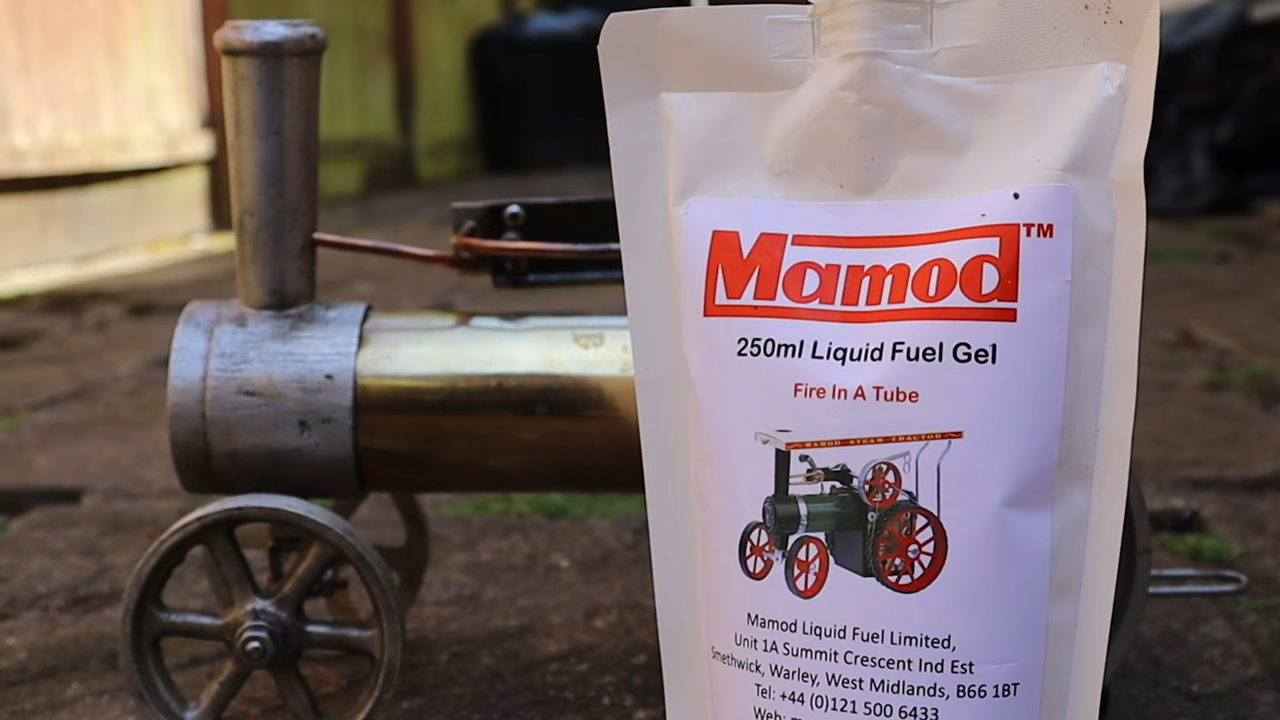 Mamod™
250ml Liquid Fuel Gel
Fire In A Tube
MAMOD STEAM TRACTOR
Mamod Liquid Fuel Limited,
Unit 1A Summit Crescent Ind Est
Smethwick, Warley, West Midlands, B66 1BT
Tel: +44 (0)121 500 6433
Web: